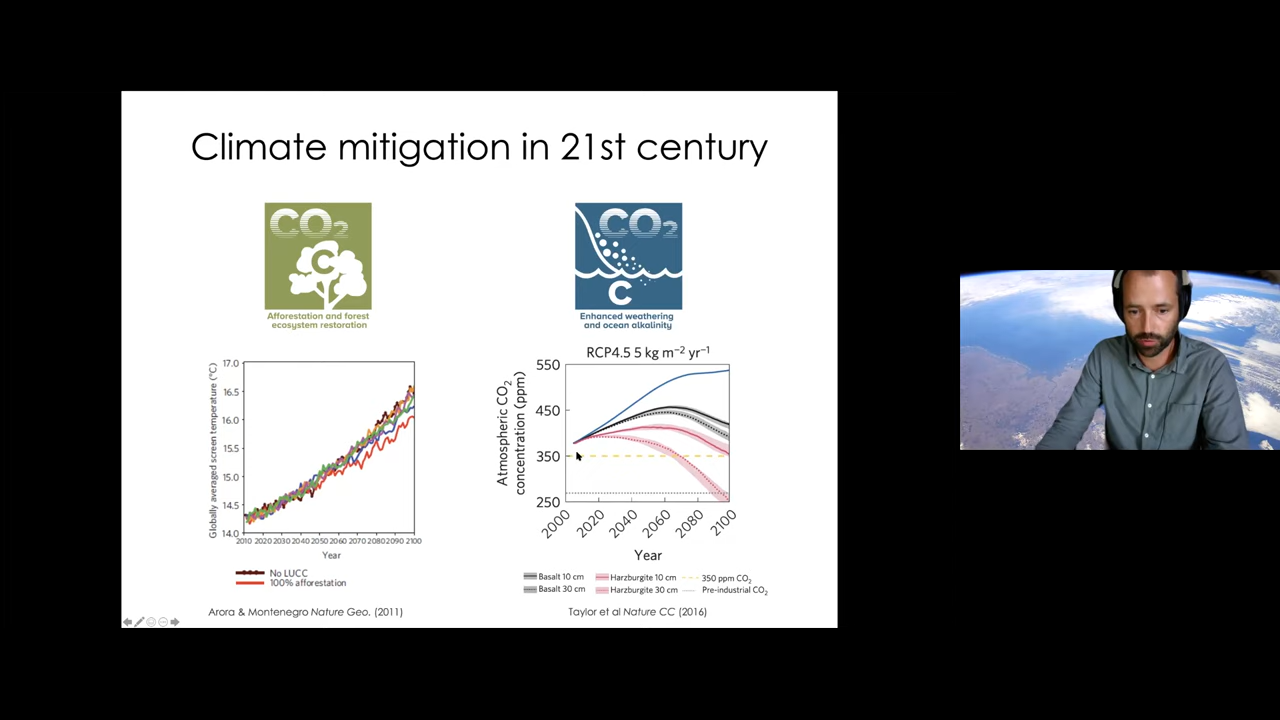 Climate mitigation in 21st century
CO2
C
Afforestation and forest
ecosystem restoration
CO2
C
Enhanced weathering
and ocean alkalinity
Globally averaged screen temperature (°C)
17.0
16.5
16.0
15.5
15.0
14.5
14.0
2010 2020 2030 2040 2050 2060 2070 2080 2090 2100
Year
No LUCC
100% afforestation
Arora & Montenegro Nature Geo. (2011)
RCP4.5 5 kg m−2 yr−1
Atmospheric CO2
concentration (ppm)
550
450
350
250
2000 2020 2040 2060 2080 2100
Year
Basalt 10 cm Harzburgite 10 cm 350 ppm CO2
Basalt 30 cm Harzburgite 30 cm Pre-industrial CO2
Taylor et al Nature CC (2016)